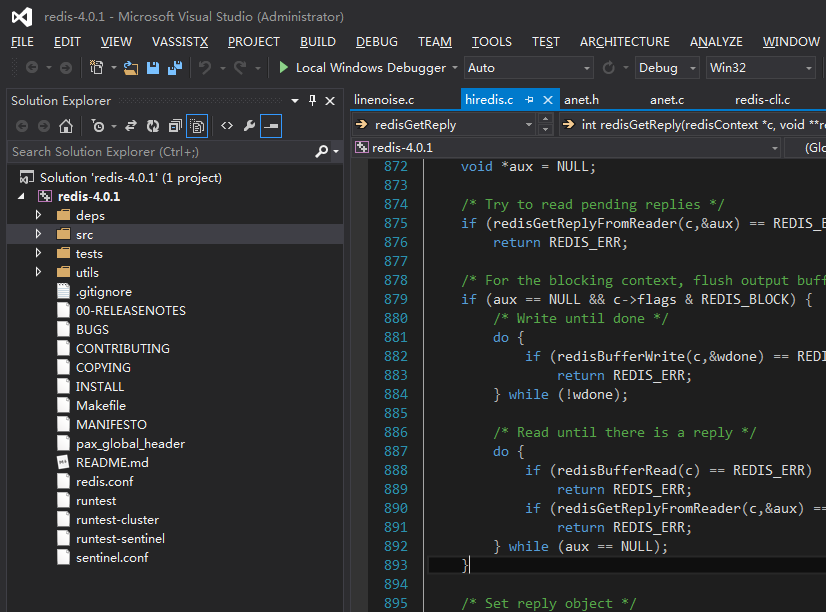 redis-4.0.1 - Microsoft Visual Studio (Administrator)
FILE EDIT VIEW VASSISTX PROJECT BUILD DEBUG TEAM TOOLS TEST ARCHITECTURE ANALYZE WINDOW
Local Windows Debugger Auto Debug Win32
Solution Explorer
Search Solution Explorer (Ctrl+;)
Solution 'redis-4.0.1' (1 project)
redis-4.0.1
deps
src
tests
utils
.gitignore
00-RELEASENOTES
BUGS
CONTRIBUTING
COPYING
INSTALL
Makefile
MANIFESTO
pax_global_header
README.md
redis.conf
runtest
runtest-cluster
runtest-sentinel
sentinel.conf
linenoise.c hiredis.c anet.h anet.c redis-cli.c
redisGetReply int redisGetReply(redisContext *c, void **r
redis-4.0.1 (Glo
872 void *aux = NULL;
873
874 /* Try to read pending replies */
875 if (redisGetReplyFromReader(c,&aux) == REDIS_E
876 return REDIS_ERR;
877
878 /* For the blocking context, flush output buff
879 if (aux == NULL && c->flags & REDIS_BLOCK) {
880 /* Write until done */
881 do {
882 if (redisBufferWrite(c,&wdone) == REDI
883 return REDIS_ERR;
884 } while (!wdone);
885
886 /* Read until there is a reply */
887 do {
888 if (redisBufferRead(c) == REDIS_ERR)
889 return REDIS_ERR;
890 if (redisGetReplyFromReader(c,&aux) ==
891 return REDIS_ERR;
892 } while (aux == NULL);
893 }
894
895 /* Set reply object */